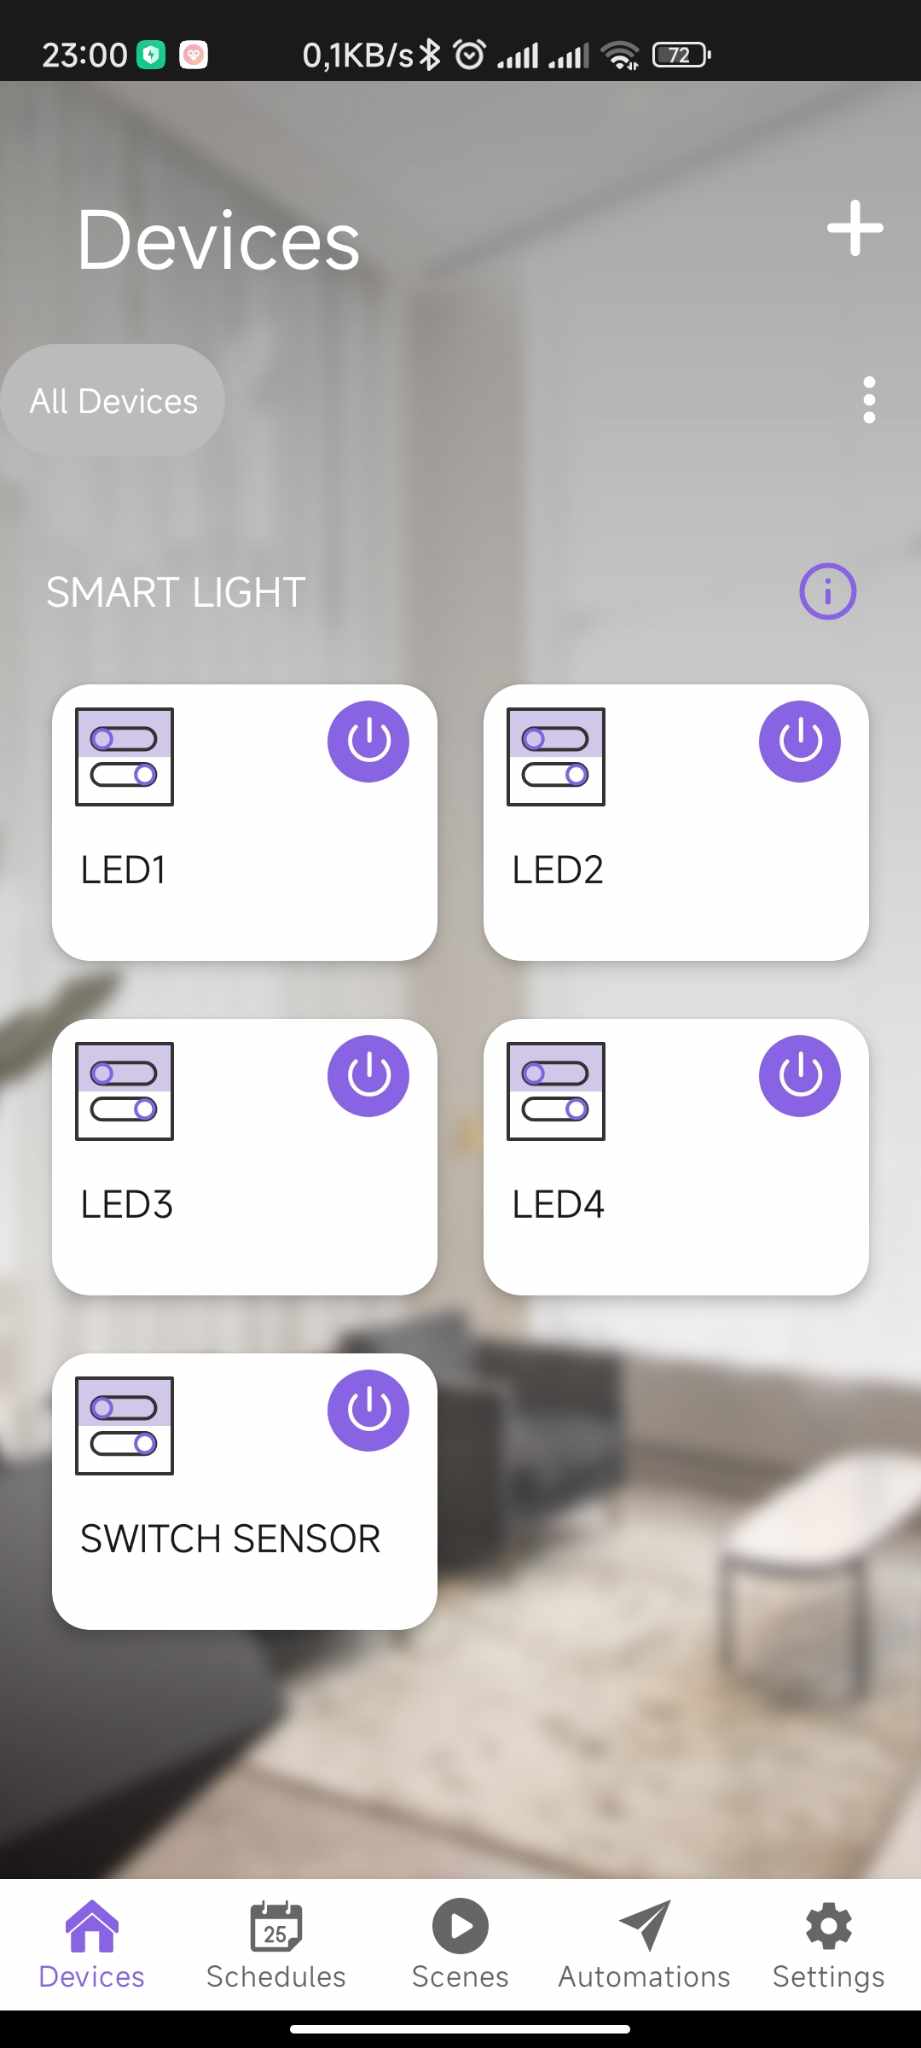 23:00 0,1KB/s 72
Devices
All Devices
SMART LIGHT
LED1
LED2
LED3
LED4
SWITCH SENSOR
25
Devices Schedules Scenes Automations Settings